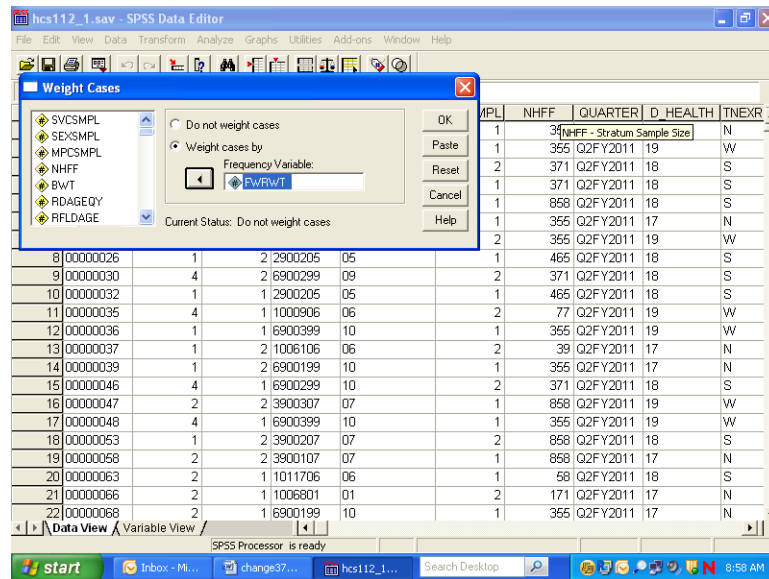 hcs112_1.sav - SPSS Data Editor
File Edit View Data Transform Analyze Graphs Utilities Add-ons Window Help
Weight Cases
SVCSMPL
SEXSMPL
MPCSMPL
NHFF
BWT
RDAGEQY
RFLDAGE
Do not weight cases
Weight cases by
Frequency Variable:
FWRWT
Current Status: Do not weight cases
OK
Paste
Reset
Cancel
Help
MPL NHFF QUARTER D_HEALTH TNEXR
1 35 NHFF - Stratum Sample Size N
1 355 Q2FY2011 19 W
2 371 Q2FY2011 18 S
1 371 Q2FY2011 18 S
1 858 Q2FY2011 18 S
1 355 Q2FY2011 17 N
2 355 Q2FY2011 19 W
8 00000026 1 2 2900205 05 1 465 Q2FY2011 18 S
9 00000030 4 2 6900299 09 2 371 Q2FY2011 18 S
10 00000032 1 1 2900205 05 1 465 Q2FY2011 18 S
11 00000035 4 1 1000906 06 2 77 Q2FY2011 19 W
12 00000036 1 1 6900399 10 1 355 Q2FY2011 19 W
13 00000037 1 2 1006106 06 2 39 Q2FY2011 17 N
14 00000039 1 2 6900199 10 1 355 Q2FY2011 17 N
15 00000046 4 1 6900299 10 2 371 Q2FY2011 18 S
16 00000047 2 2 3900307 07 1 858 Q2FY2011 19 W
17 00000048 4 1 6900399 10 1 355 Q2FY2011 19 W
18 00000053 1 2 3900207 07 2 858 Q2FY2011 18 S
19 00000058 2 2 3900107 07 1 858 Q2FY2011 17 N
20 00000063 2 1 1011706 06 1 58 Q2FY2011 18 S
21 00000066 2 1 1006801 01 2 171 Q2FY2011 17 N
22 00000068 2 1 6900199 10 1 355 Q2FY2011 17 N
Data View Variable View
SPSS Processor is ready
start Inbox - Mi... change37... hcs112_1... Search Desktop 8:58 AM